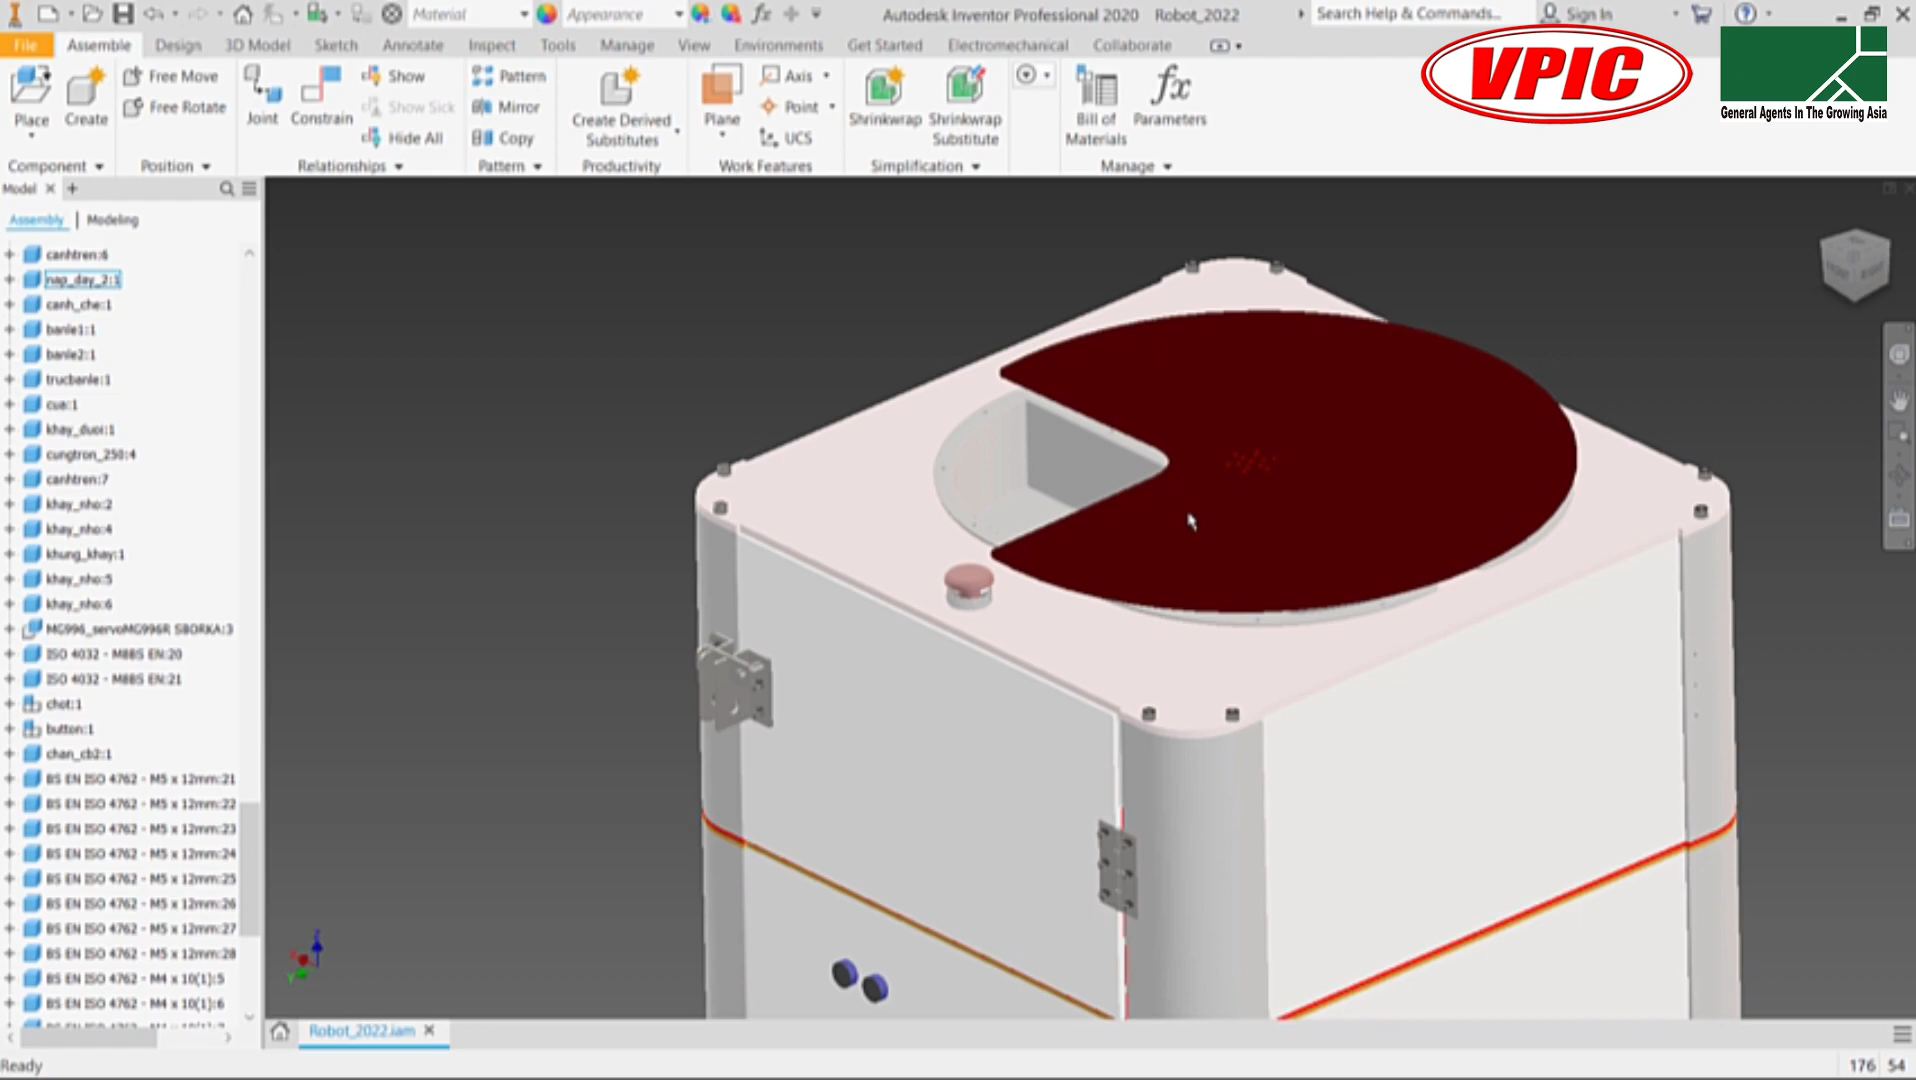 Material
Appearance
Autodesk Inventor Professional 2020 Robot_2022
Search Help & Commands...
Sign In
File
Assemble
Design
3D Model
Sketch
Annotate
Inspect
Tools
Manage
View
Environments
Get Started
Electromechanical
Collaborate
VPIC
General Agents In The Growing Asia
Place
Create
Free Move
Free Rotate
Joint
Constrain
Show
Show Sick
Hide All
Pattern
Mirror
Copy
Create Derived
Substitutes
Plane
Axis
Point
UCS
Shrinkwrap
Shrinkwrap
Substitute
Bill of
Materials
Parameters
Component
Position
Relationships
Pattern
Productivity
Work Features
Simplification
Manage
Model
Assembly | Modeling
canhtren:6
nap_day_2:1
canh_che:1
banle1:1
banle2:1
trucbanle:1
cua:1
khay_duoi:1
cungtron_250:4
canhtren:7
khay_nho:2
khay_nho:4
khung_khay:1
khay_nho:5
khay_nho:6
MG996_servoMG996R SBORKA:3
ISO 4032 - M8BS EN:20
ISO 4032 - M8BS EN:21
chot:1
button:1
chan_cb2:1
BS EN ISO 4762 - M5 x 12mm:21
BS EN ISO 4762 - M5 x 12mm:22
BS EN ISO 4762 - M5 x 12mm:23
BS EN ISO 4762 - M5 x 12mm:24
BS EN ISO 4762 - M5 x 12mm:25
BS EN ISO 4762 - M5 x 12mm:26
BS EN ISO 4762 - M5 x 12mm:27
BS EN ISO 4762 - M5 x 12mm:28
BS EN ISO 4762 - M4 x 10(1):5
BS EN ISO 4762 - M4 x 10(1):6
Robot_2022.iam
Ready
176 54